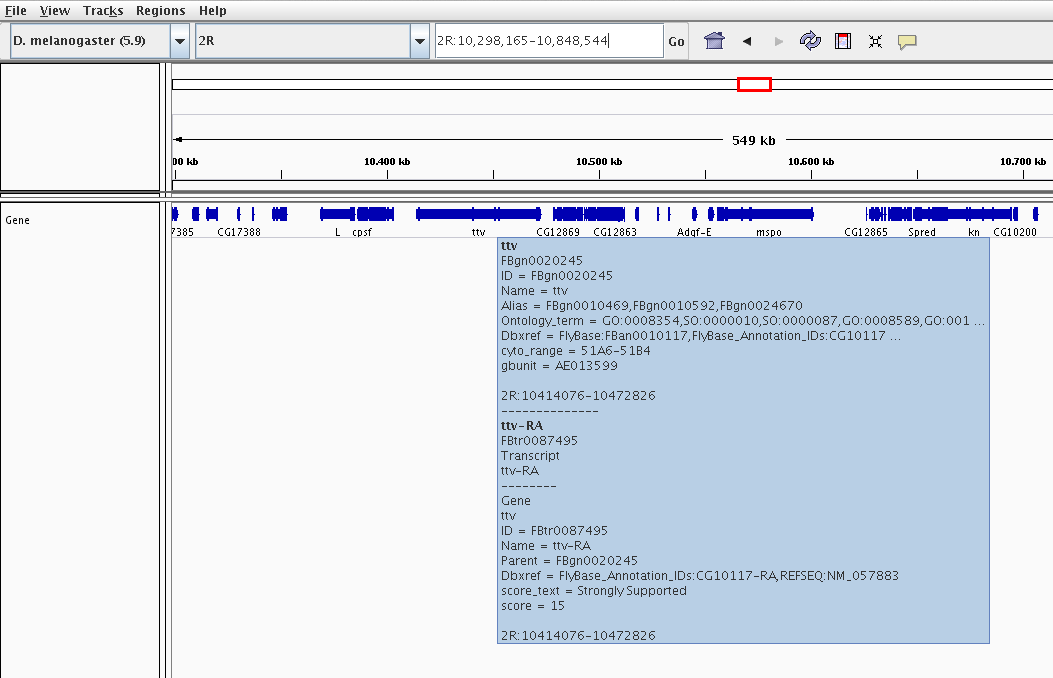 File View Tracks Regions Help
D. melanogaster (5.9) 2R 2R:10,298,165-10,848,544 Go
549 kb
00 kb 10.400 kb 10.500 kb 10.600 kb 10.700 kb
Gene
7385 CG17388 L cpsf ttv CG12869 CG12863 Adgf-E mspo CG12865 Spred kn CG10200
ttv
FBgn0020245
ID = FBgn0020245
Name = ttv
Alias = FBgn0010469,FBgn0010592,FBgn0024670
Ontology_term = GO:0008354,SO:0000010,SO:0000087,GO:0008589,GO:001 ...
Dbxref = FlyBase:FBan0010117,FlyBase_Annotation_IDs:CG10117 ...
cyto_range = 51A6-51B4
gbunit = AE013599
2R:10414076-10472826
--------------
ttv-RA
FBtr0087495
Transcript
ttv-RA
--------
Gene
ttv
ID = FBtr0087495
Name = ttv-RA
Parent = FBgn0020245
Dbxref = FlyBase_Annotation_IDs:CG10117-RA,REFSEQ:NM_057883
score_text = Strongly Supported
score = 15
2R:10414076-10472826